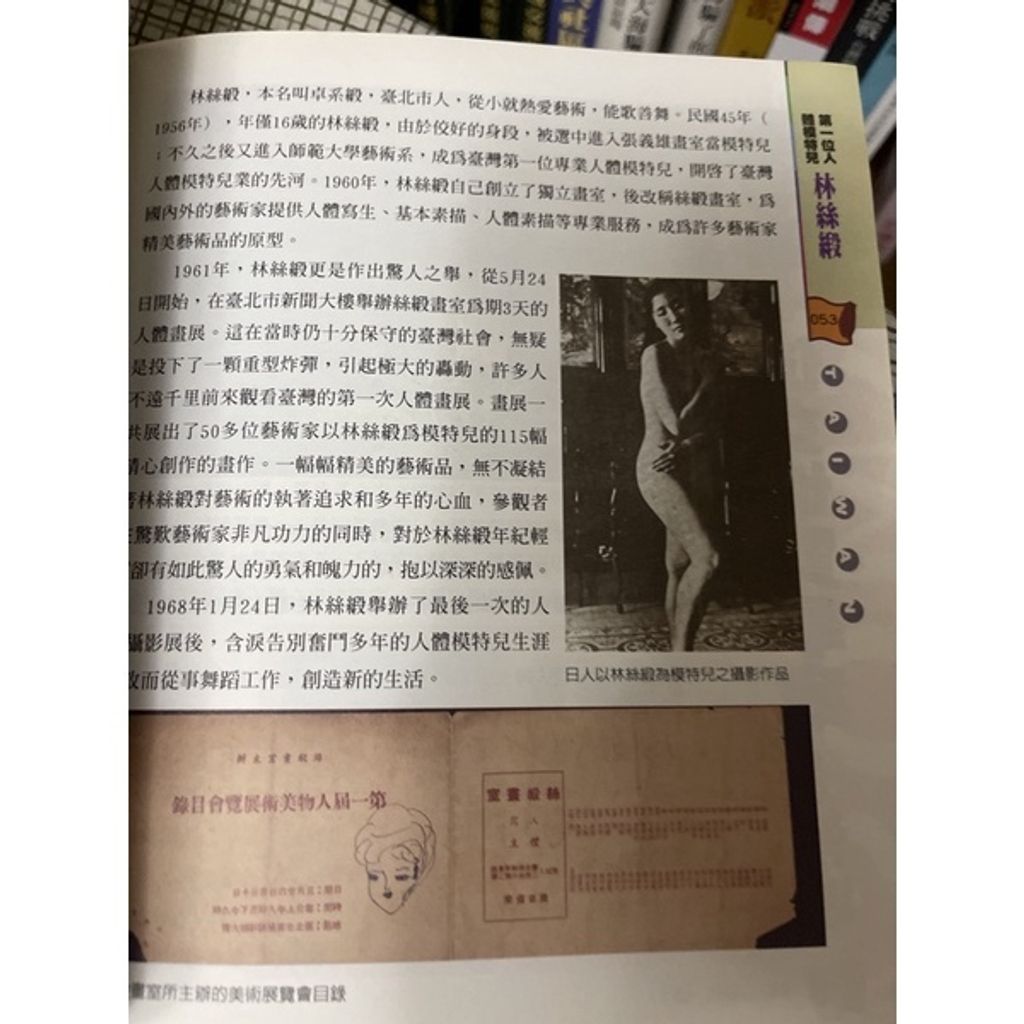 林絲緞，本名叫卓系緞，臺北市人，從小就熱愛藝術，能歌善舞。民國45年（
1956年），年僅16歲的林絲緞，由於佼好的身段，被選中進入張義雄畫室當模特兒
；不久之後又進入師範大學藝術系，成爲臺灣第一位專業人體模特兒，開啓了臺灣
人體模特兒業的先河。1960年，林絲緞自己創立了獨立畫室，後改稱絲緞畫室，爲
國內外的藝術家提供人體寫生、基本素描、人體素描等專業服務，成爲許多藝術家
精美藝術品的原型。
1961年，林絲緞更是作出驚人之舉，從5月24
日開始，在臺北市新聞大樓舉辦絲緞畫室爲期3天的
人體畫展。這在當時仍十分保守的臺灣社會，無疑
是投下了一顆重型炸彈，引起極大的轟動，許多人
不遠千里前來觀看臺灣的第一次人體畫展。畫展一
共展出了50多位藝術家以林絲緞爲模特兒的115幅
精心創作的畫作。一幅幅精美的藝術品，無不凝結
著林絲緞對藝術的執著追求和多年的心血，參觀者
在驚歎藝術家非凡功力的同時，對於林絲緞年紀輕
卻有如此驚人的勇氣和魄力的，抱以深深的感佩。
1968年1月24日，林絲緞舉辦了最後一次的人
攝影展後，含淚告別奮鬥多年的人體模特兒生涯
而從事舞蹈工作，創造新的生活。
日人以林絲緞為模特兒之攝影作品
第一位人
體模特兒
林絲緞
053
TAIWAN
辦主室畫緞絲
錄目會覽展術美物人屆一第
室畫緞絲
畫室所主辦的美術展覽會目錄